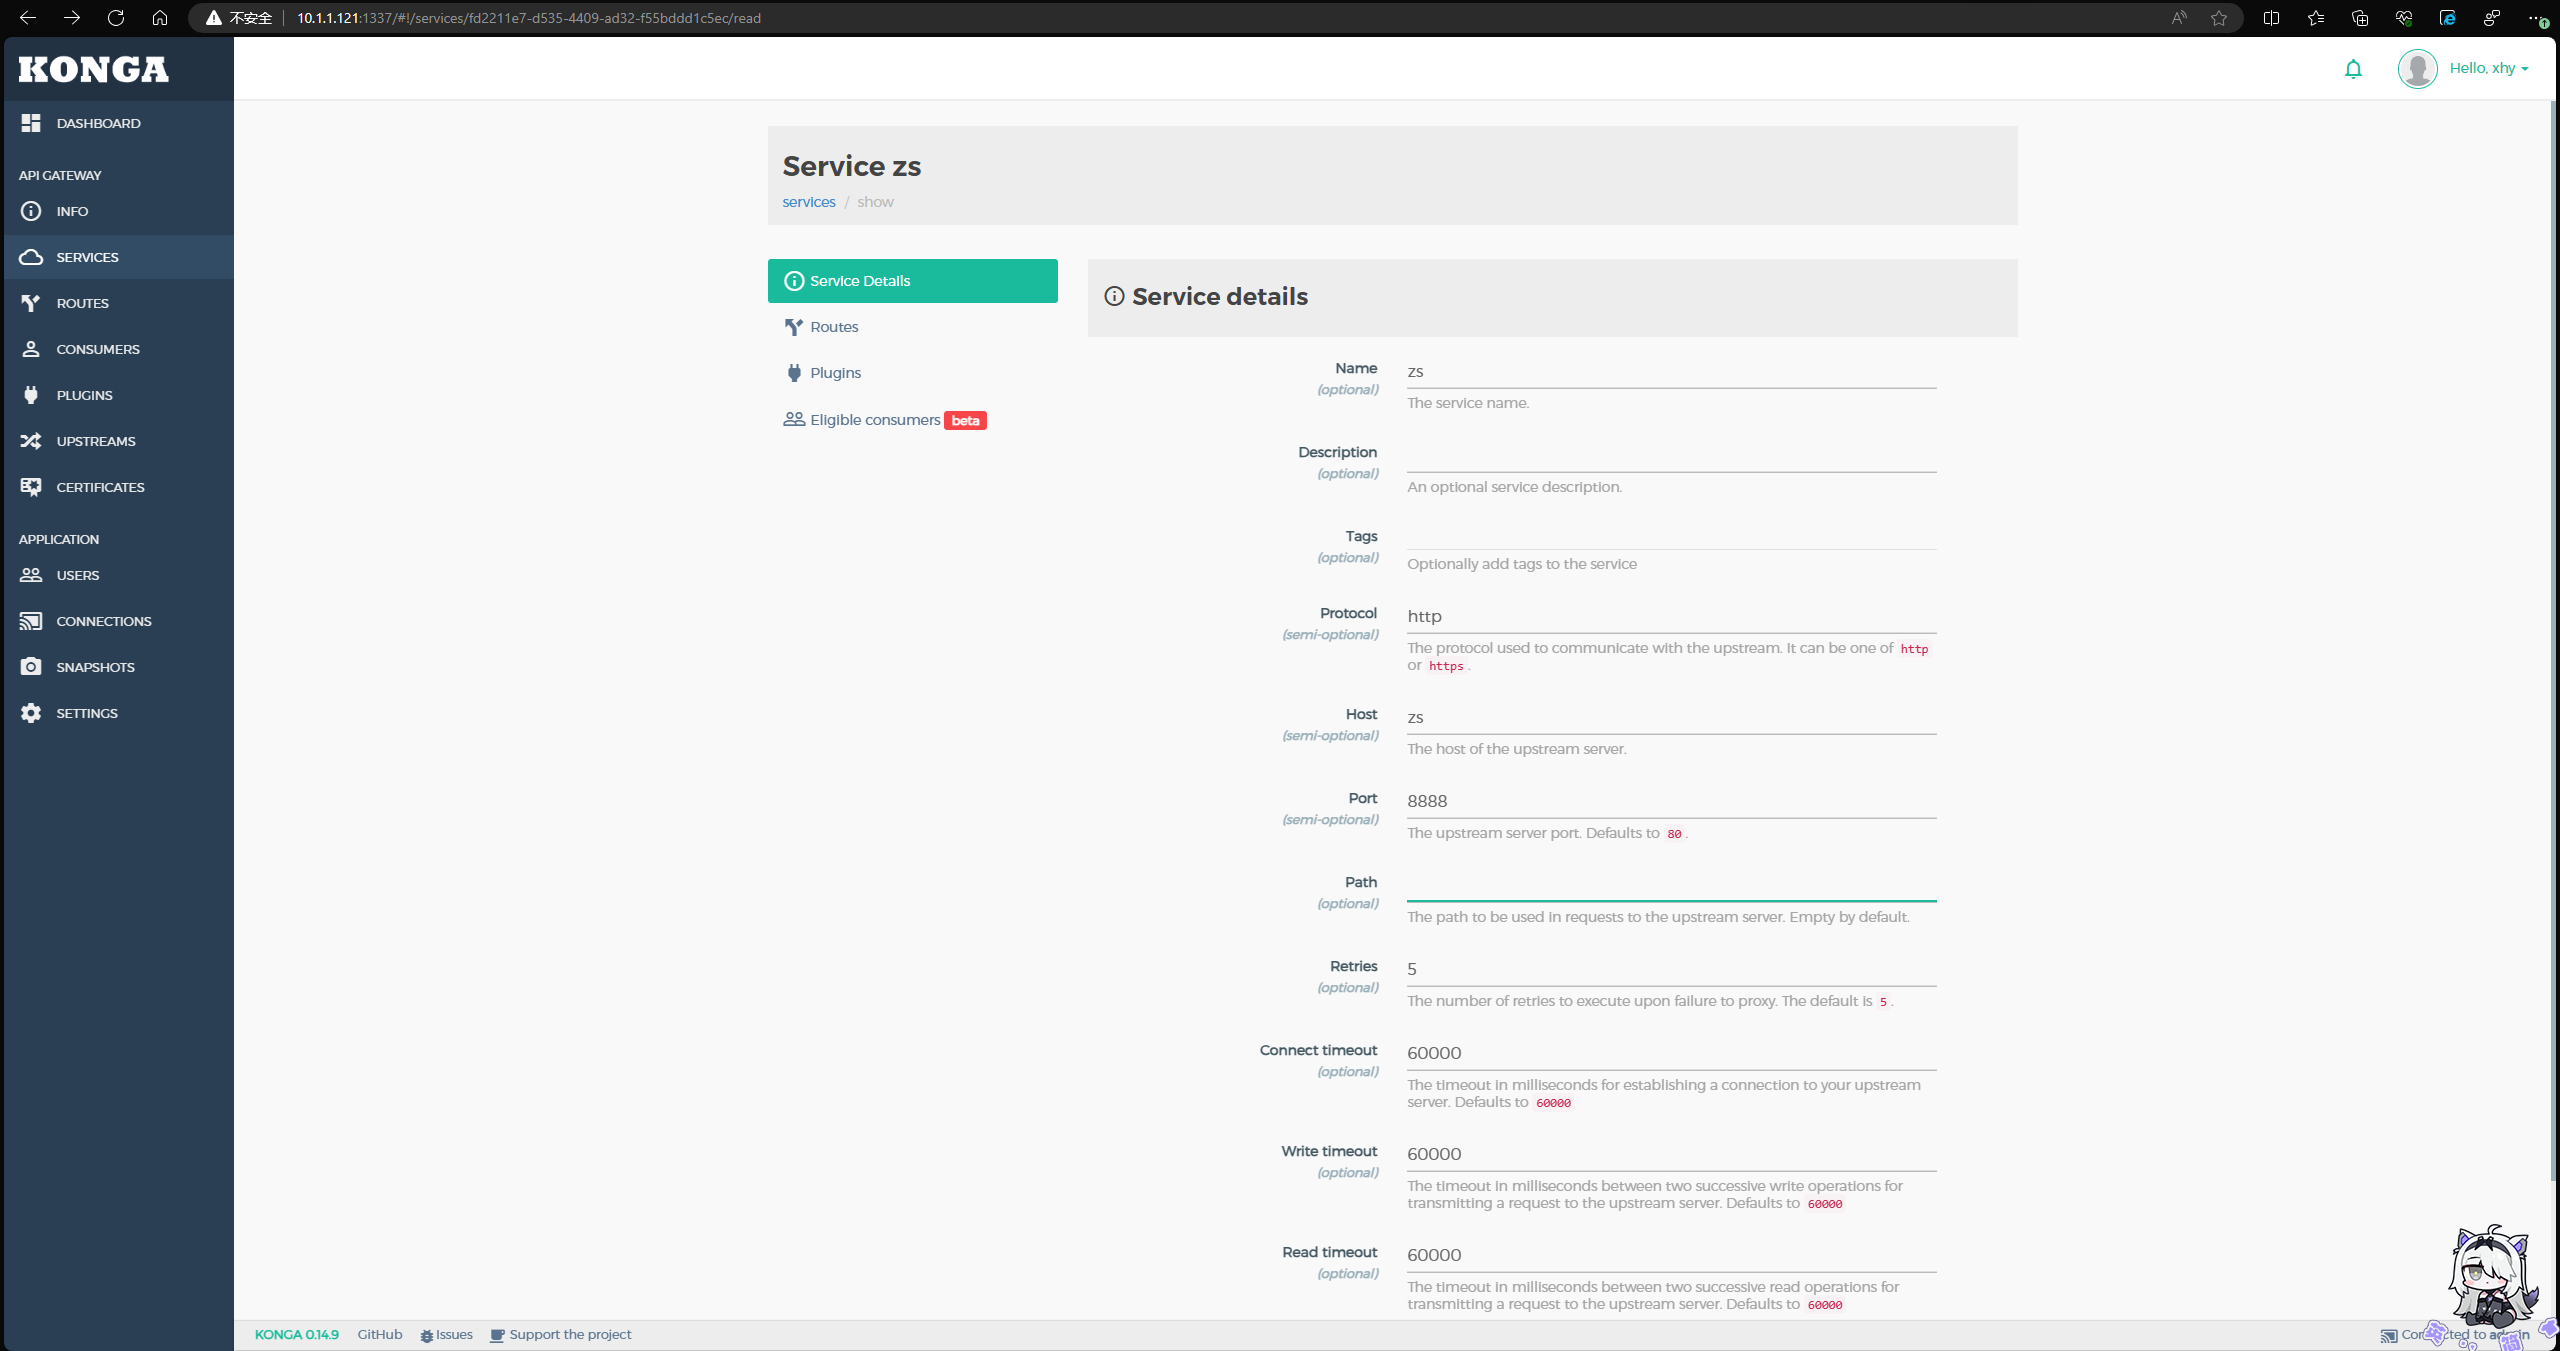 不安全 10.1.1.121:1337/#!/services/fd2211e7-d535-4409-ad32-f55bddd1c5ec/read
KONGA
Hello, xhy
DASHBOARD
API GATEWAY
INFO
SERVICES
ROUTES
CONSUMERS
PLUGINS
UPSTREAMS
CERTIFICATES
APPLICATION
USERS
CONNECTIONS
SNAPSHOTS
SETTINGS
Service zs
services / show
Service Details
Routes
Plugins
Eligible consumers beta
Service details
Name
(optional)
zs
The service name.
Description
(optional)
An optional service description.
Tags
(optional)
Optionally add tags to the service
Protocol
(semi-optional)
http
The protocol used to communicate with the upstream. It can be one of http
or https.
Host
(semi-optional)
zs
The host of the upstream server.
Port
(semi-optional)
8888
The upstream server port. Defaults to 80.
Path
(optional)
The path to be used in requests to the upstream server. Empty by default.
Retries
(optional)
5
The number of retries to execute upon failure to proxy. The default is 5.
Connect timeout
(optional)
60000
The timeout in milliseconds for establishing a connection to your upstream
server. Defaults to 60000
Write timeout
(optional)
60000
The timeout in milliseconds between two successive write operations for
transmitting a request to the upstream server. Defaults to 60000
Read timeout
(optional)
60000
The timeout in milliseconds between two successive read operations for
transmitting a request to the upstream server. Defaults to 60000
KONGA 0.14.9 GitHub Issues Support the project
to